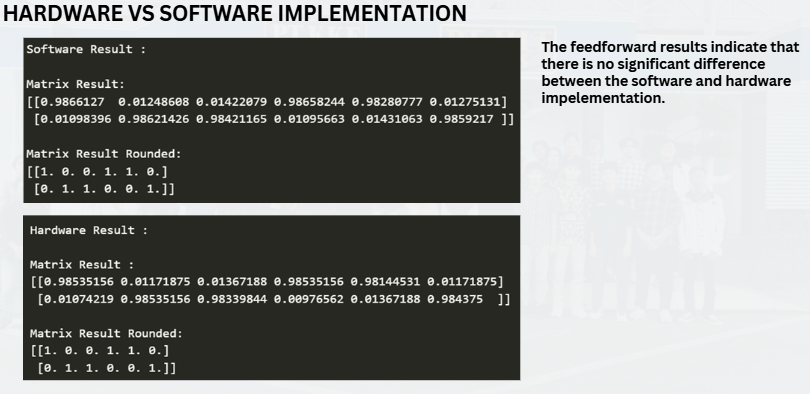 HARDWARE VS SOFTWARE IMPLEMENTATION
Software Result :
Matrix Result:
[[0.9866127  0.01248608 0.01422079 0.98658244 0.98280777 0.01275131]
[0.01098396 0.98621426 0.98421165 0.01095663 0.01431063 0.9859217 ]]
Matrix Result Rounded:
[[1. 0. 0. 1. 1. 0.]
[0. 1. 1. 0. 0. 1.]]
Hardware Result :
Matrix Result :
[[0.98535156 0.01171875 0.01367188 0.98535156 0.98144531 0.01171875]
[0.01074219 0.98535156 0.98339844 0.00976562 0.01367188 0.984375  ]]
Matrix Result Rounded:
[[1. 0. 0. 1. 1. 0.]
[0. 1. 1. 0. 0. 1.]]
The feedforward results indicate that
there is no significant difference
between the software and hardware
impelementation.